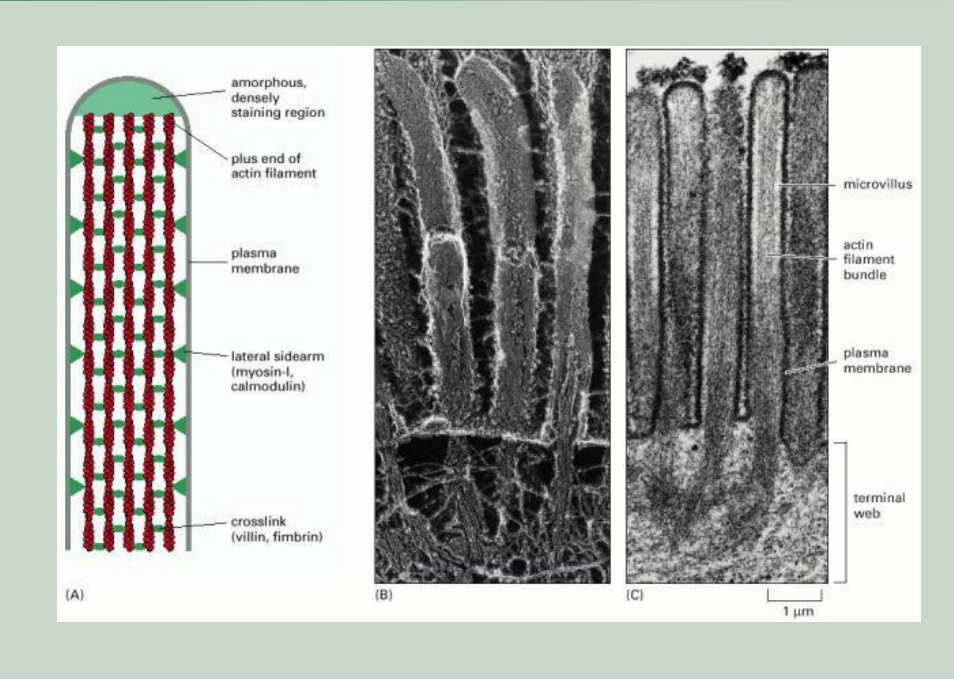 amorphous,
densely
staining region
plus end of
actin filament
plasma
membrane
lateral sidearm
(myosin-I,
calmodulin)
crosslink
(villin, fimbrin)
microvillus
actin
filament
bundle
plasma
membrane
terminal
web
(A)
(B)
(C)
1 µm